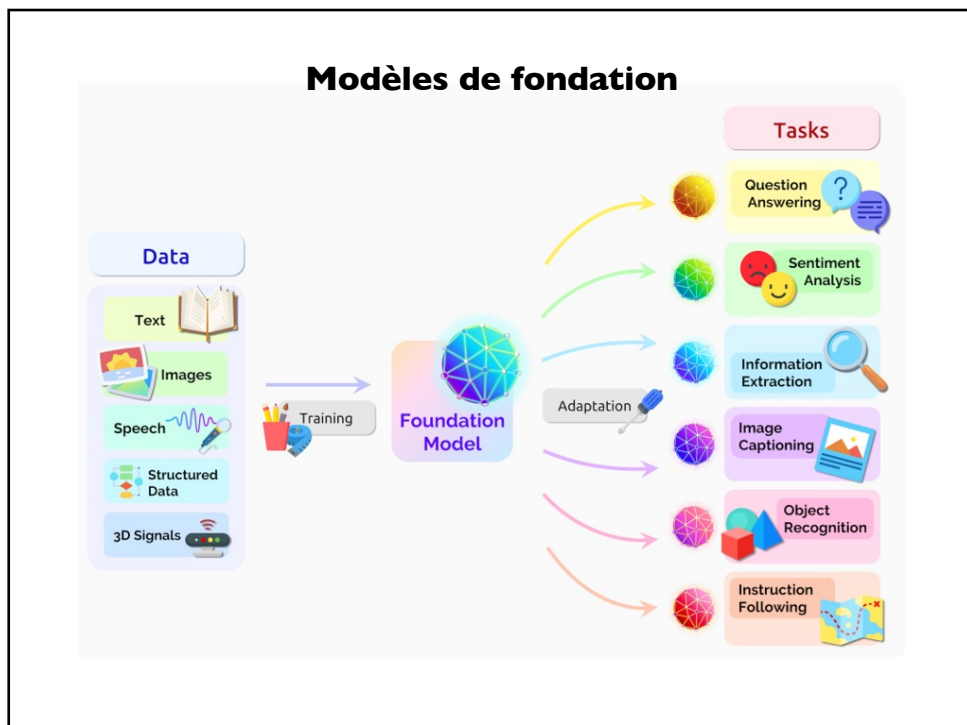 Modèles de fondation
Data
Text
Images
Speech
Structured
Data
3D Signals
Training
Foundation
Model
Adaptation
Tasks
Question
Answering
?
Sentiment
Analysis
Information
Extraction
Image
Captioning
Object
Recognition
Instruction
Following